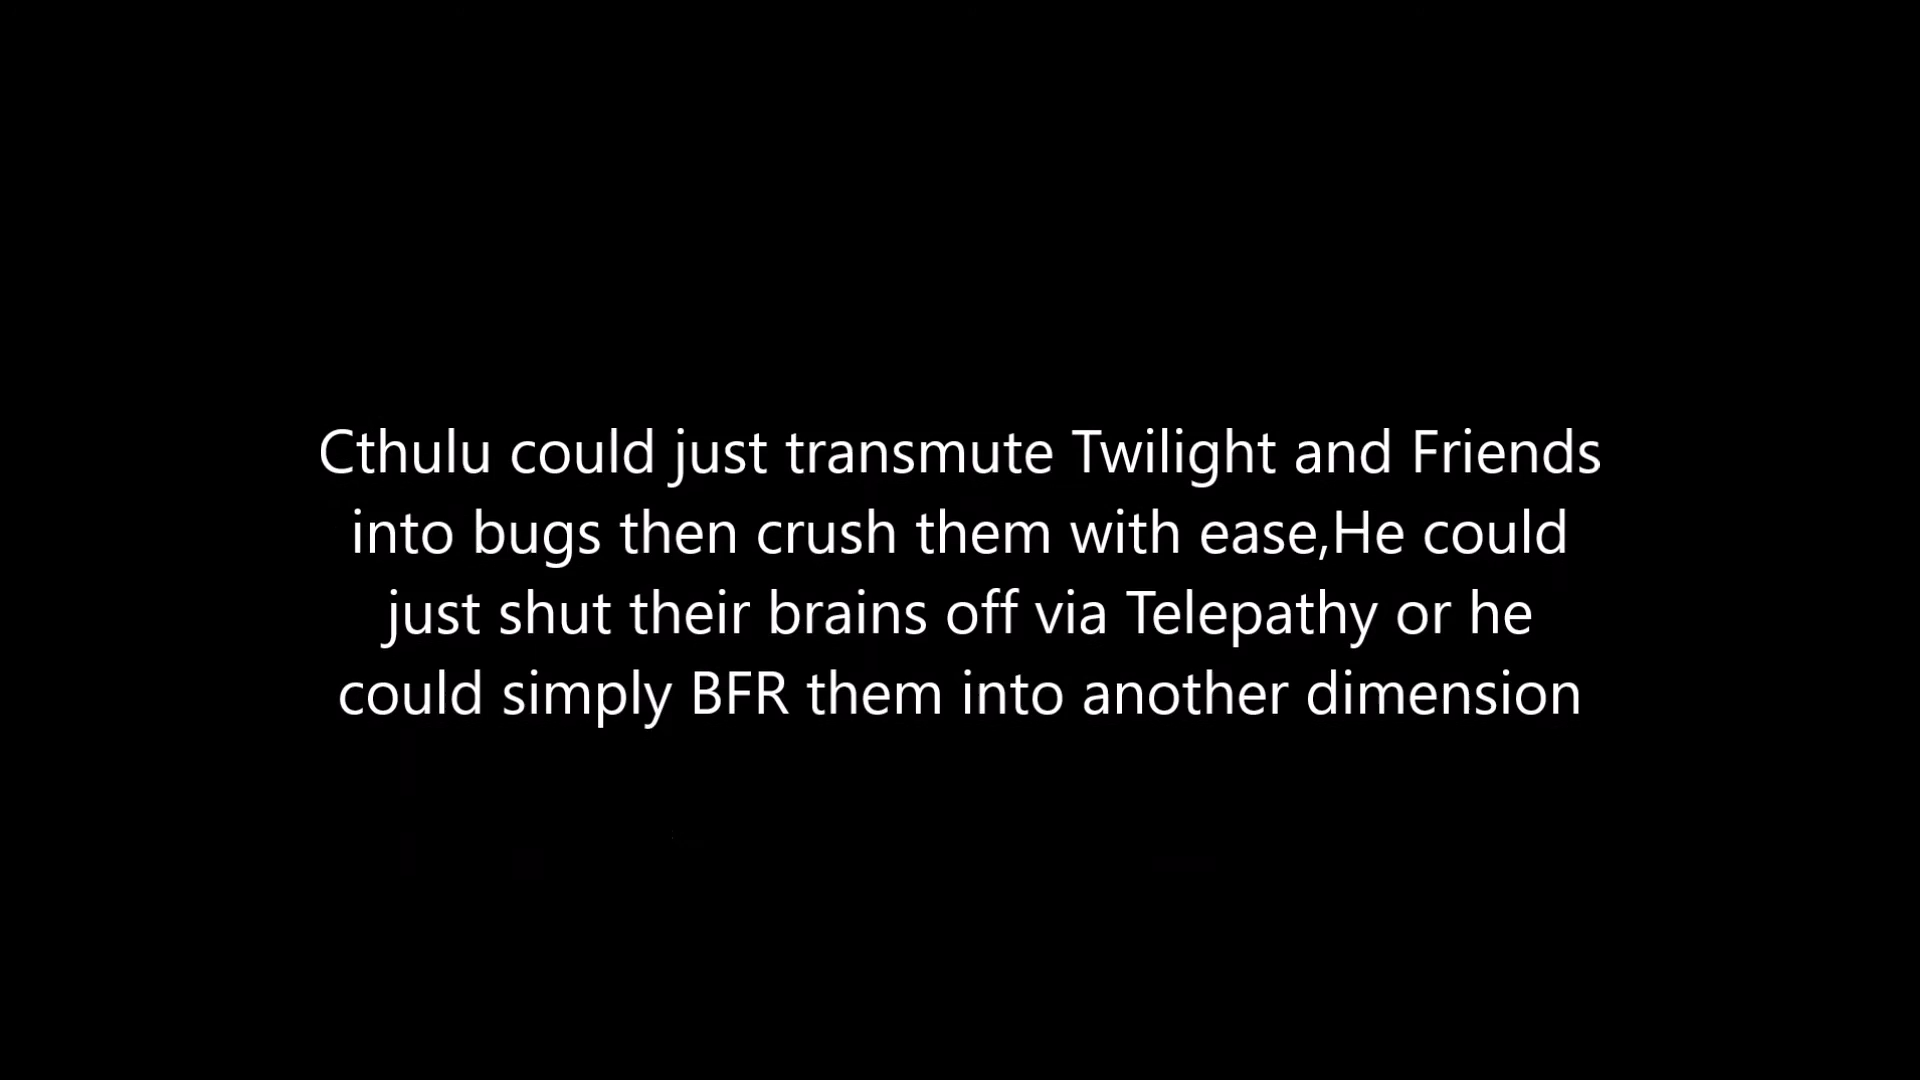 Cthulu could just transmute Twilight and Friends
into bugs then crush them with ease,He could
just shut their brains off via Telepathy or he
could simply BFR them into another dimension